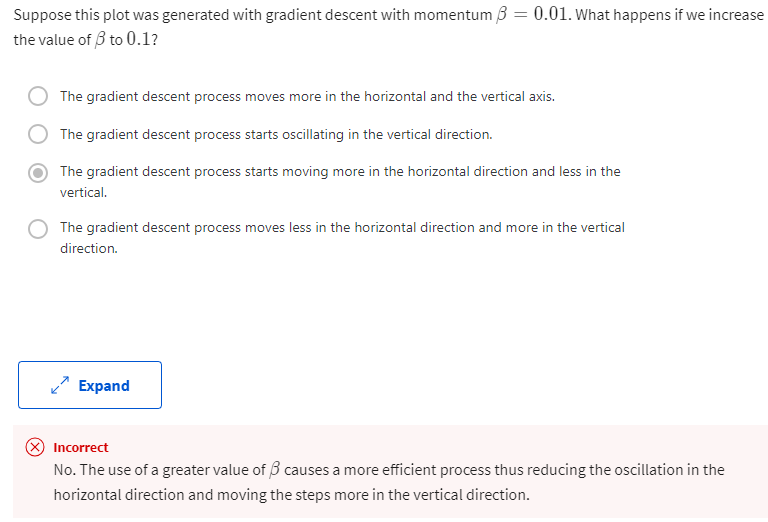 Suppose this plot was generated with gradient descent with momentum β = 0.01. What happens if we increase
the value of β to 0.1?
The gradient descent process moves more in the horizontal and the vertical axis.
The gradient descent process starts oscillating in the vertical direction.
The gradient descent process starts moving more in the horizontal direction and less in the
vertical.
The gradient descent process moves less in the horizontal direction and more in the vertical
direction.
Expand
Incorrect
No. The use of a greater value of β causes a more efficient process thus reducing the oscillation in the
horizontal direction and moving the steps more in the vertical direction.